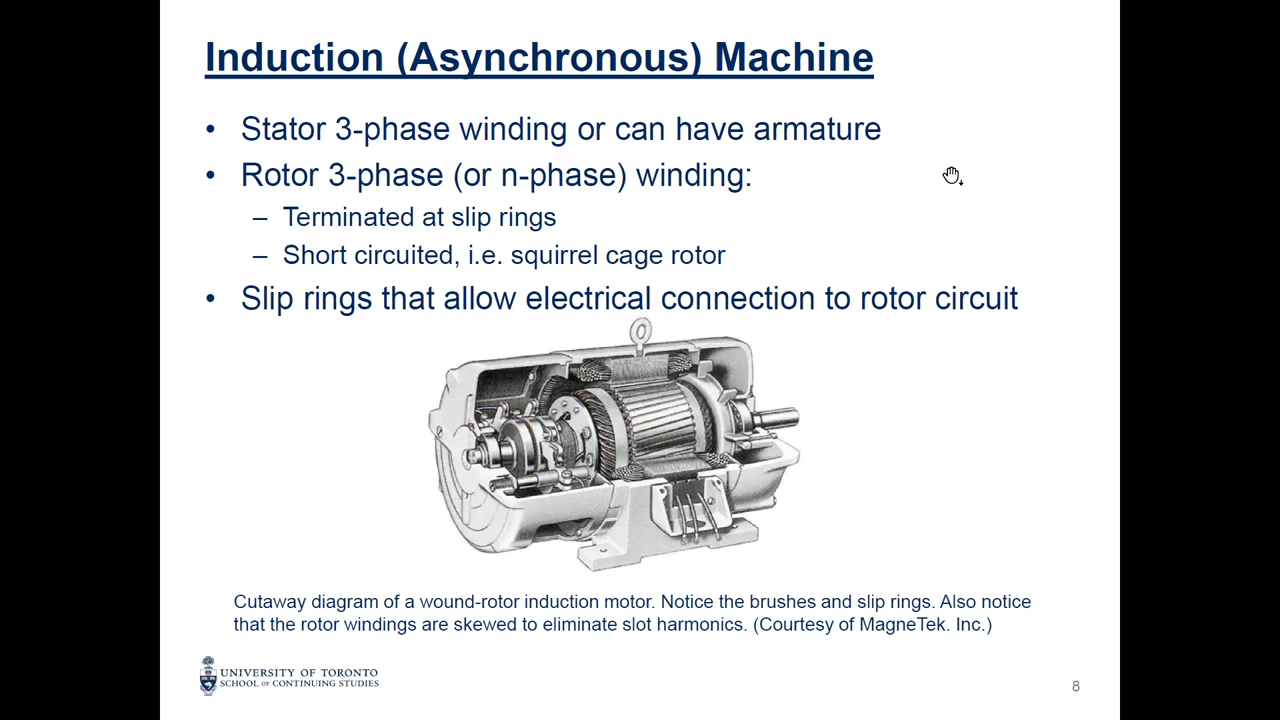 Induction (Asynchronous) Machine
• Stator 3-phase winding or can have armature
• Rotor 3-phase (or n-phase) winding:
– Terminated at slip rings
– Short circuited, i.e. squirrel cage rotor
• Slip rings that allow electrical connection to rotor circuit
Cutaway diagram of a wound-rotor induction motor. Notice the brushes and slip rings. Also notice
that the rotor windings are skewed to eliminate slot harmonics. (Courtesy of MagneTek. Inc.)
UNIVERSITY OF TORONTO
SCHOOL OF CONTINUING STUDIES
8